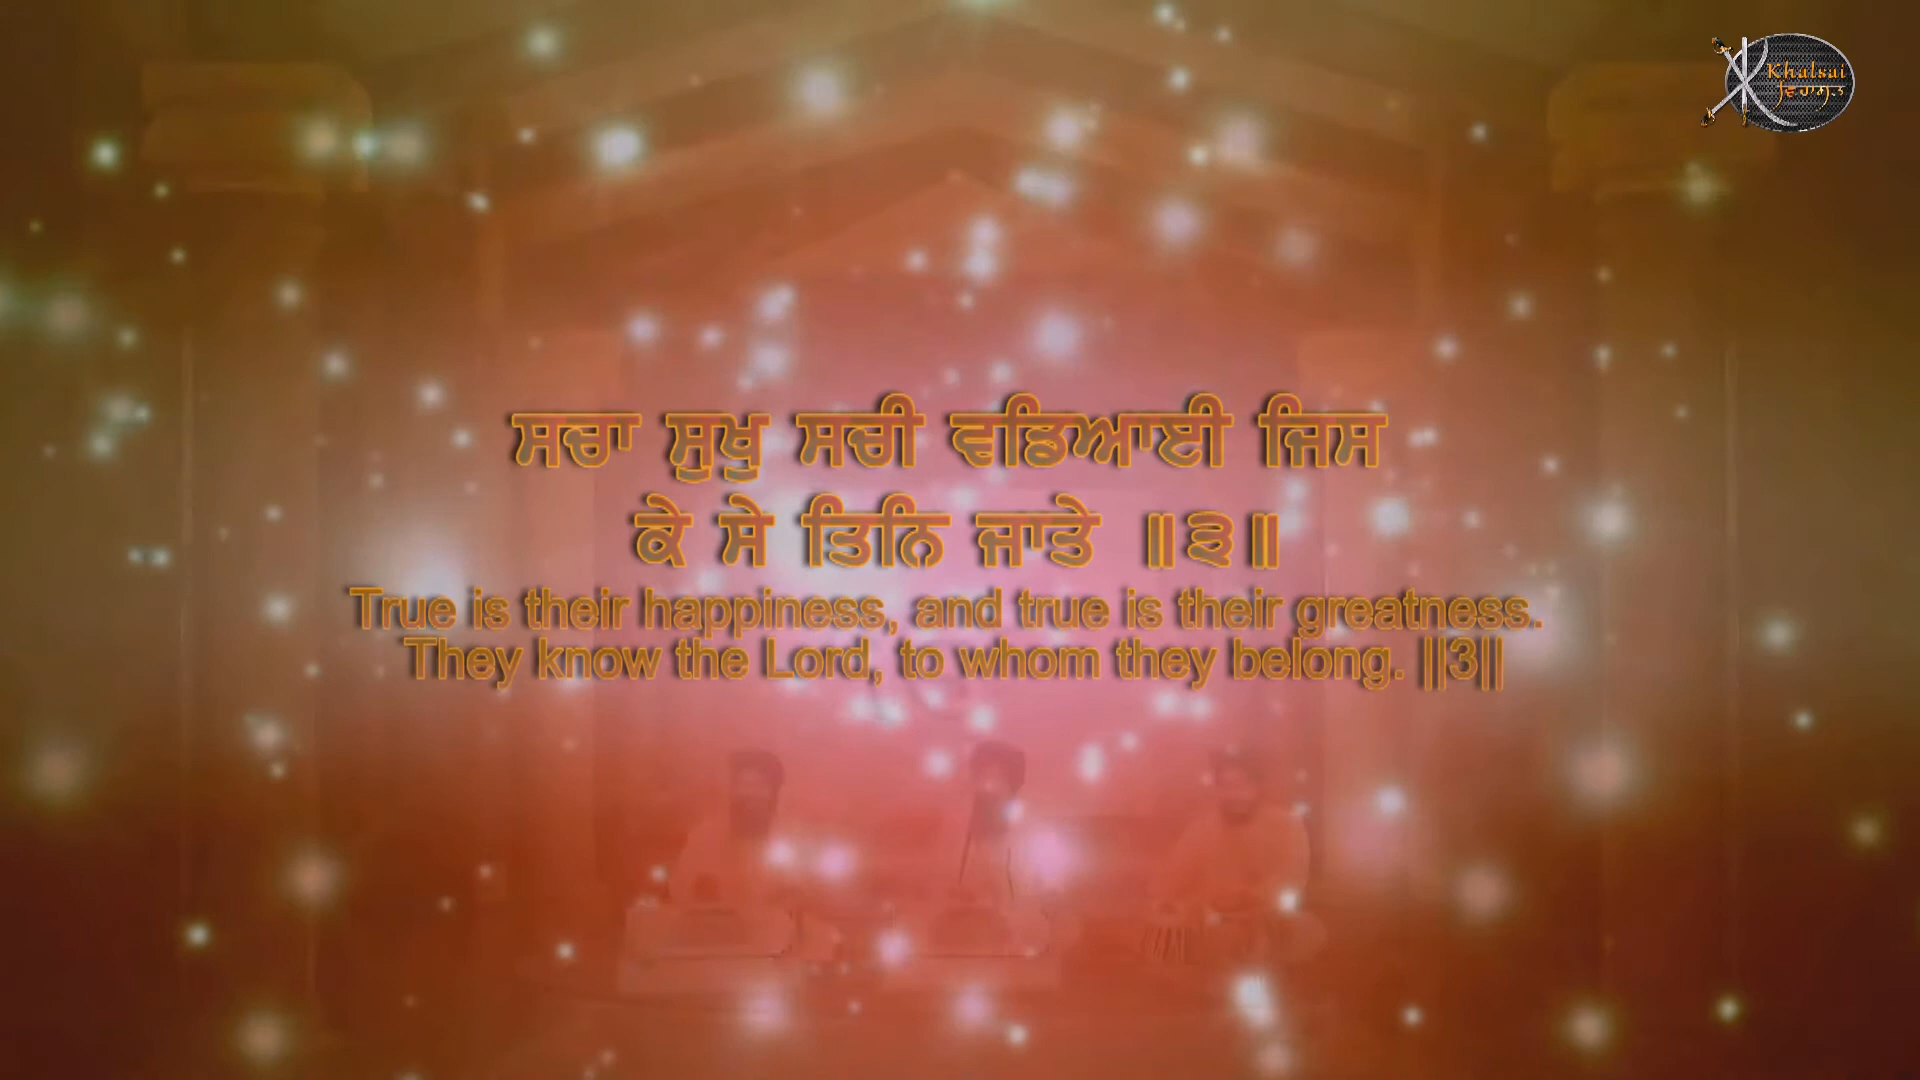 Khalsai
ਵਿਰਾਸਤ
ਸਚਾ ਸੁਖੁ ਸਚੀ ਵਡਿਆਈ ਜਿਸ
ਕੇ ਸੇ ਤਿਨਿ ਜਾਤੇ ॥੩॥
True is their happiness, and true is their greatness.
They know the Lord, to whom they belong. ||3||